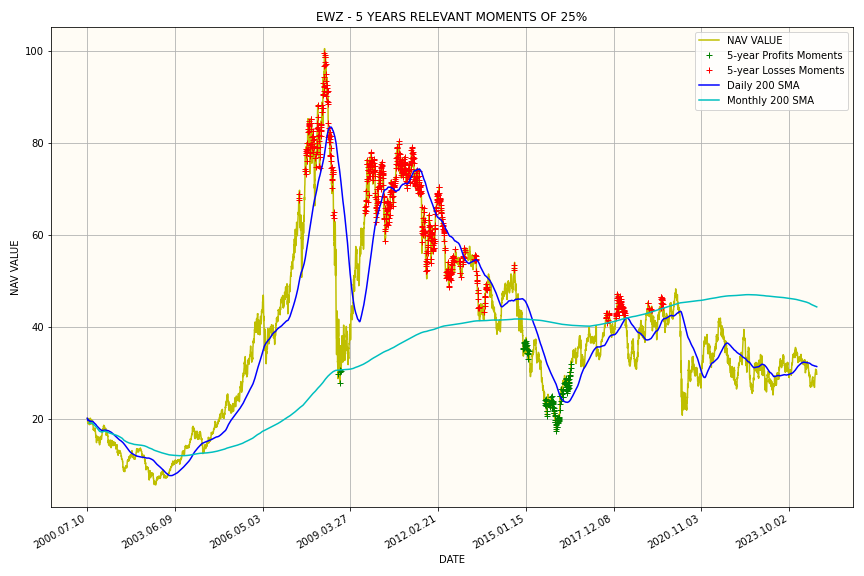 EWZ - 5 YEARS RELEVANT MOMENTS OF 25%
NAV VALUE
5-year Profits Moments
5-year Losses Moments
Daily 200 SMA
Monthly 200 SMA
NAV VALUE
100
80
60
40
20
2000.07.10
2003.06.09
2006.05.03
2009.03.27
2012.02.21
2015.01.15
2017.12.08
2020.11.03
2023.10.02
DATE